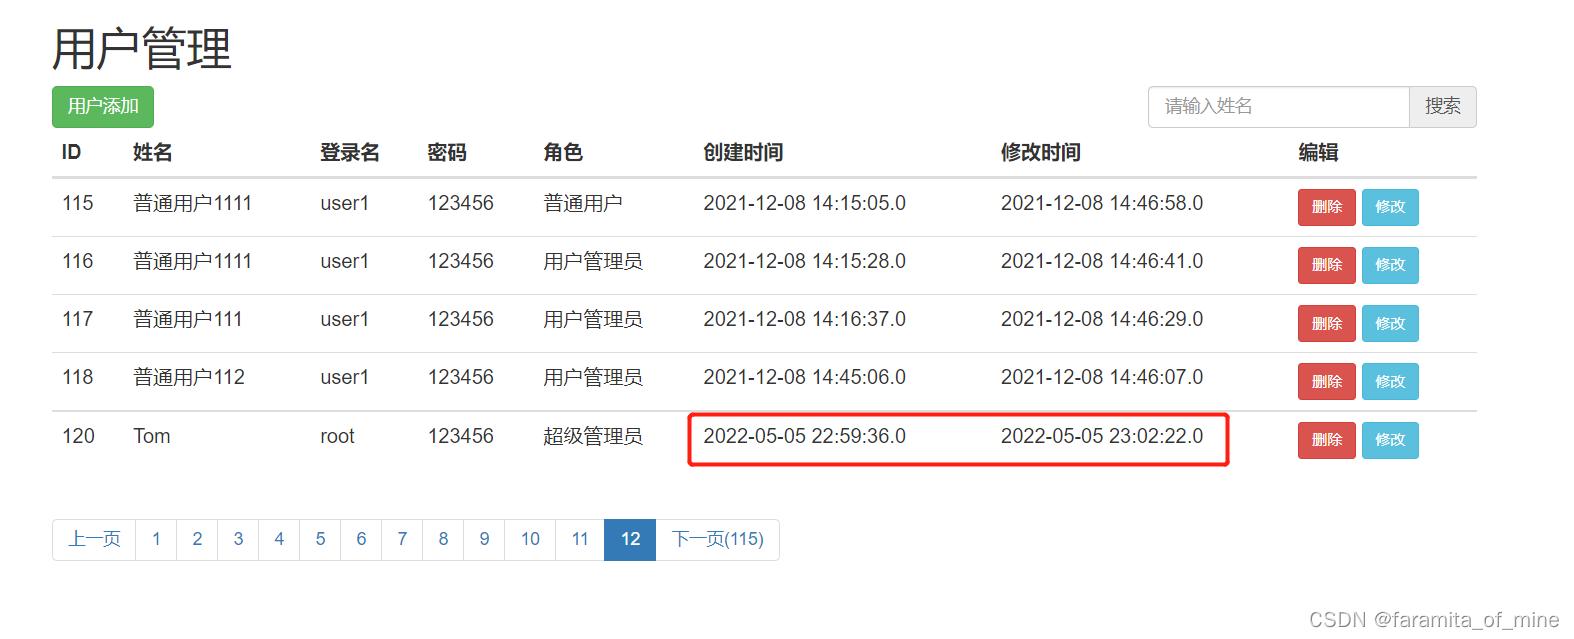 用户管理
用户添加 请输入姓名 搜索
ID 姓名 登录名 密码 角色 创建时间 修改时间 编辑
115 普通用户1111 user1 123456 普通用户 2021-12-08 14:15:05.0 2021-12-08 14:46:58.0 删除 修改
116 普通用户1111 user1 123456 用户管理员 2021-12-08 14:15:28.0 2021-12-08 14:46:41.0 删除 修改
117 普通用户111 user1 123456 用户管理员 2021-12-08 14:16:37.0 2021-12-08 14:46:29.0 删除 修改
118 普通用户112 user1 123456 用户管理员 2021-12-08 14:45:06.0 2021-12-08 14:46:07.0 删除 修改
120 Tom root 123456 超级管理员 2022-05-05 22:59:36.0 2022-05-05 23:02:22.0 删除 修改
上一页 1 2 3 4 5 6 7 8 9 10 11 12 下一页(115)
CSDN @faramita_of_mine